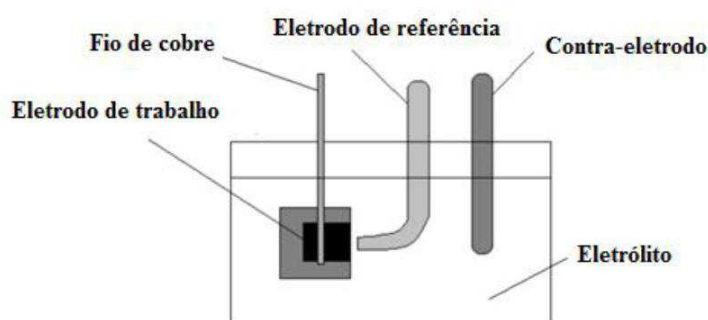 Eletrodo de referência
Fio de cobre
Contra-eletrodo
Eletrodo de trabalho
Eletrólito